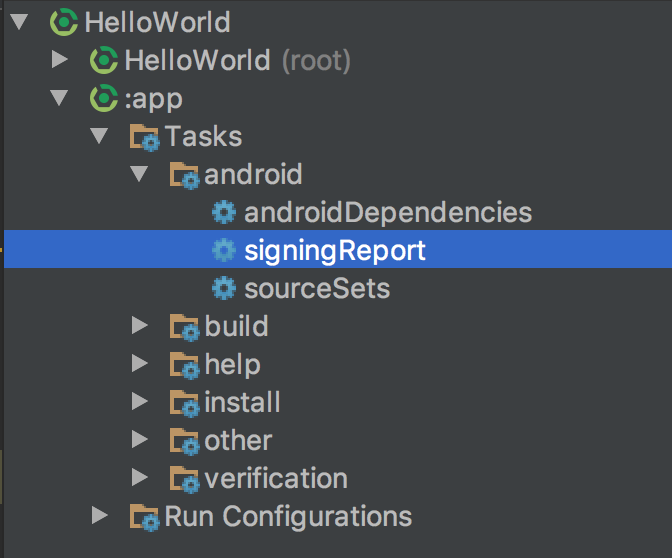 HelloWorld
HelloWorld (root)
:app
Tasks
android
androidDependencies
signingReport
sourceSets
build
help
install
other
verification
Run Configurations